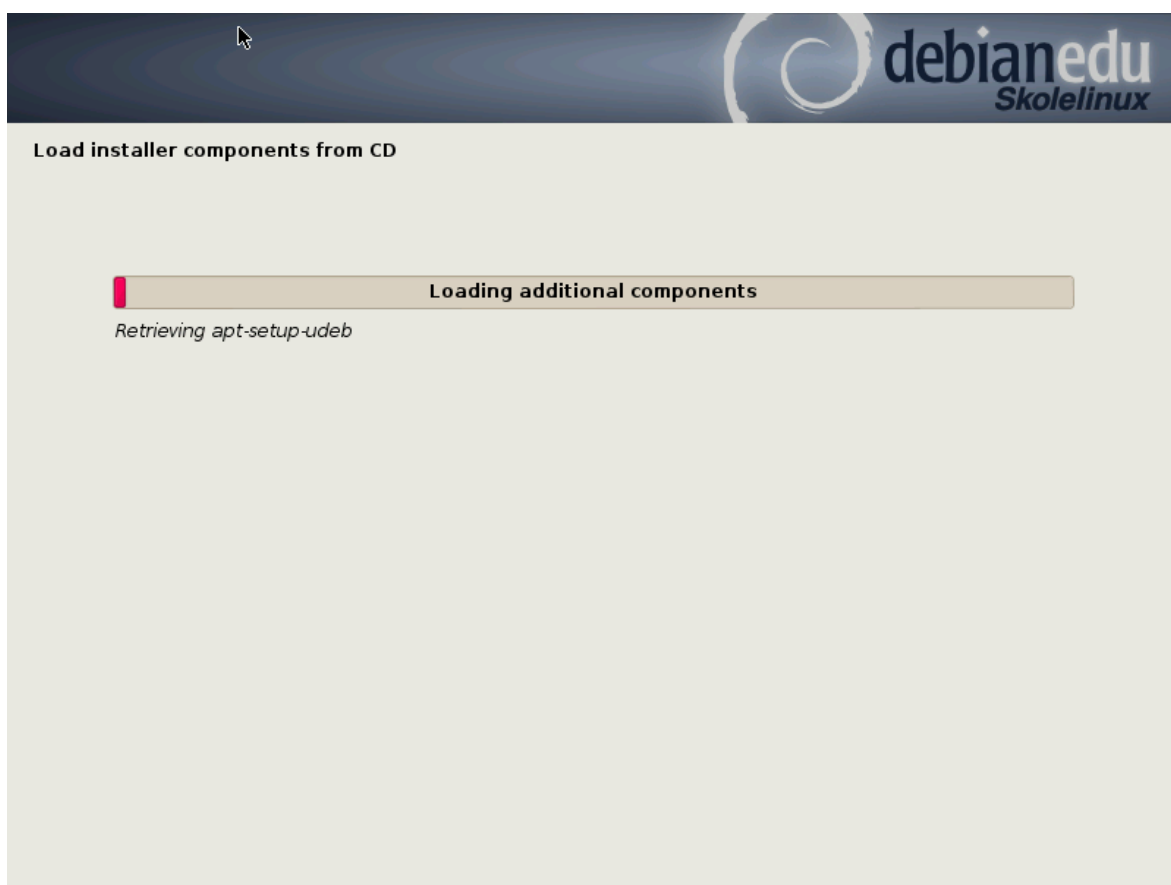 debianedu
Skolelinux
Load installer components from CD
Loading additional components
Retrieving apt-setup-udeb